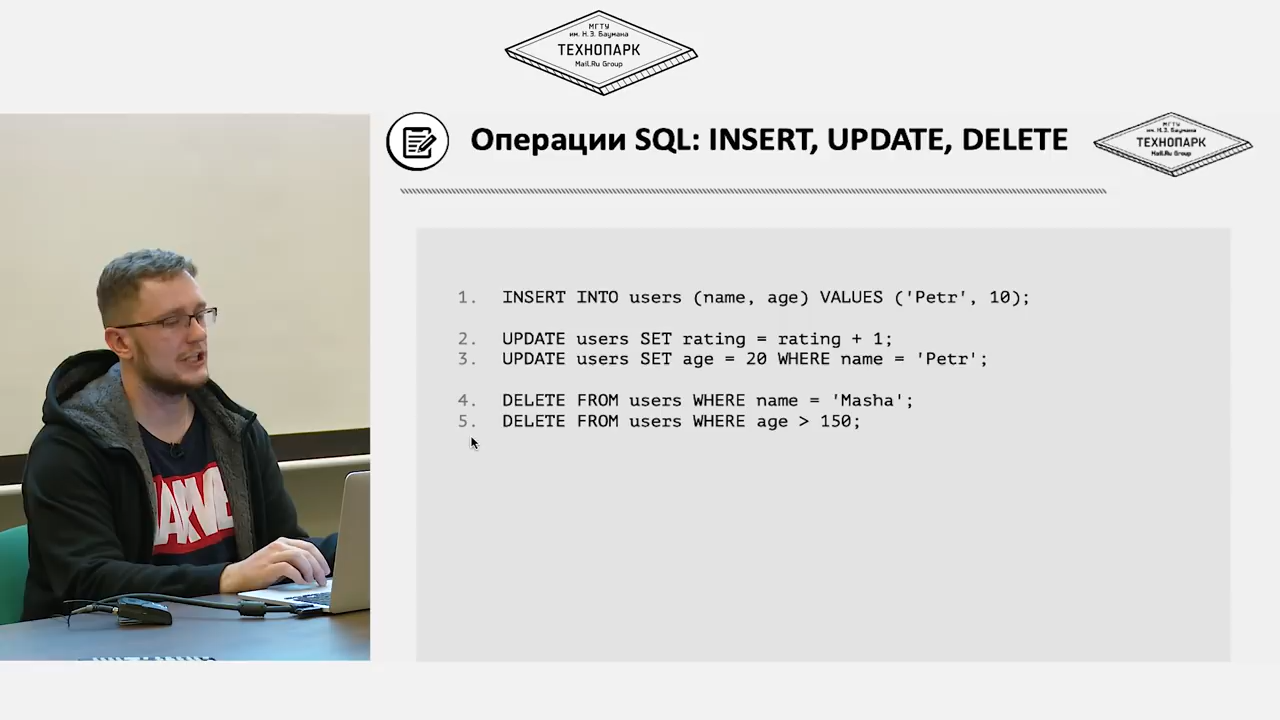 МГТУ
им. Н.Э. Баумана
ТЕХНОПАРК
Mail.Ru Group
Операции SQL: INSERT, UPDATE, DELETE
МГТУ
им. Н.Э. Баумана
ТЕХНОПАРК
Mail.Ru Group
1. INSERT INTO users (name, age) VALUES ('Petr', 10);
2. UPDATE users SET rating = rating + 1;
3. UPDATE users SET age = 20 WHERE name = 'Petr';
4. DELETE FROM users WHERE name = 'Masha';
5. DELETE FROM users WHERE age > 150;
MARVEL